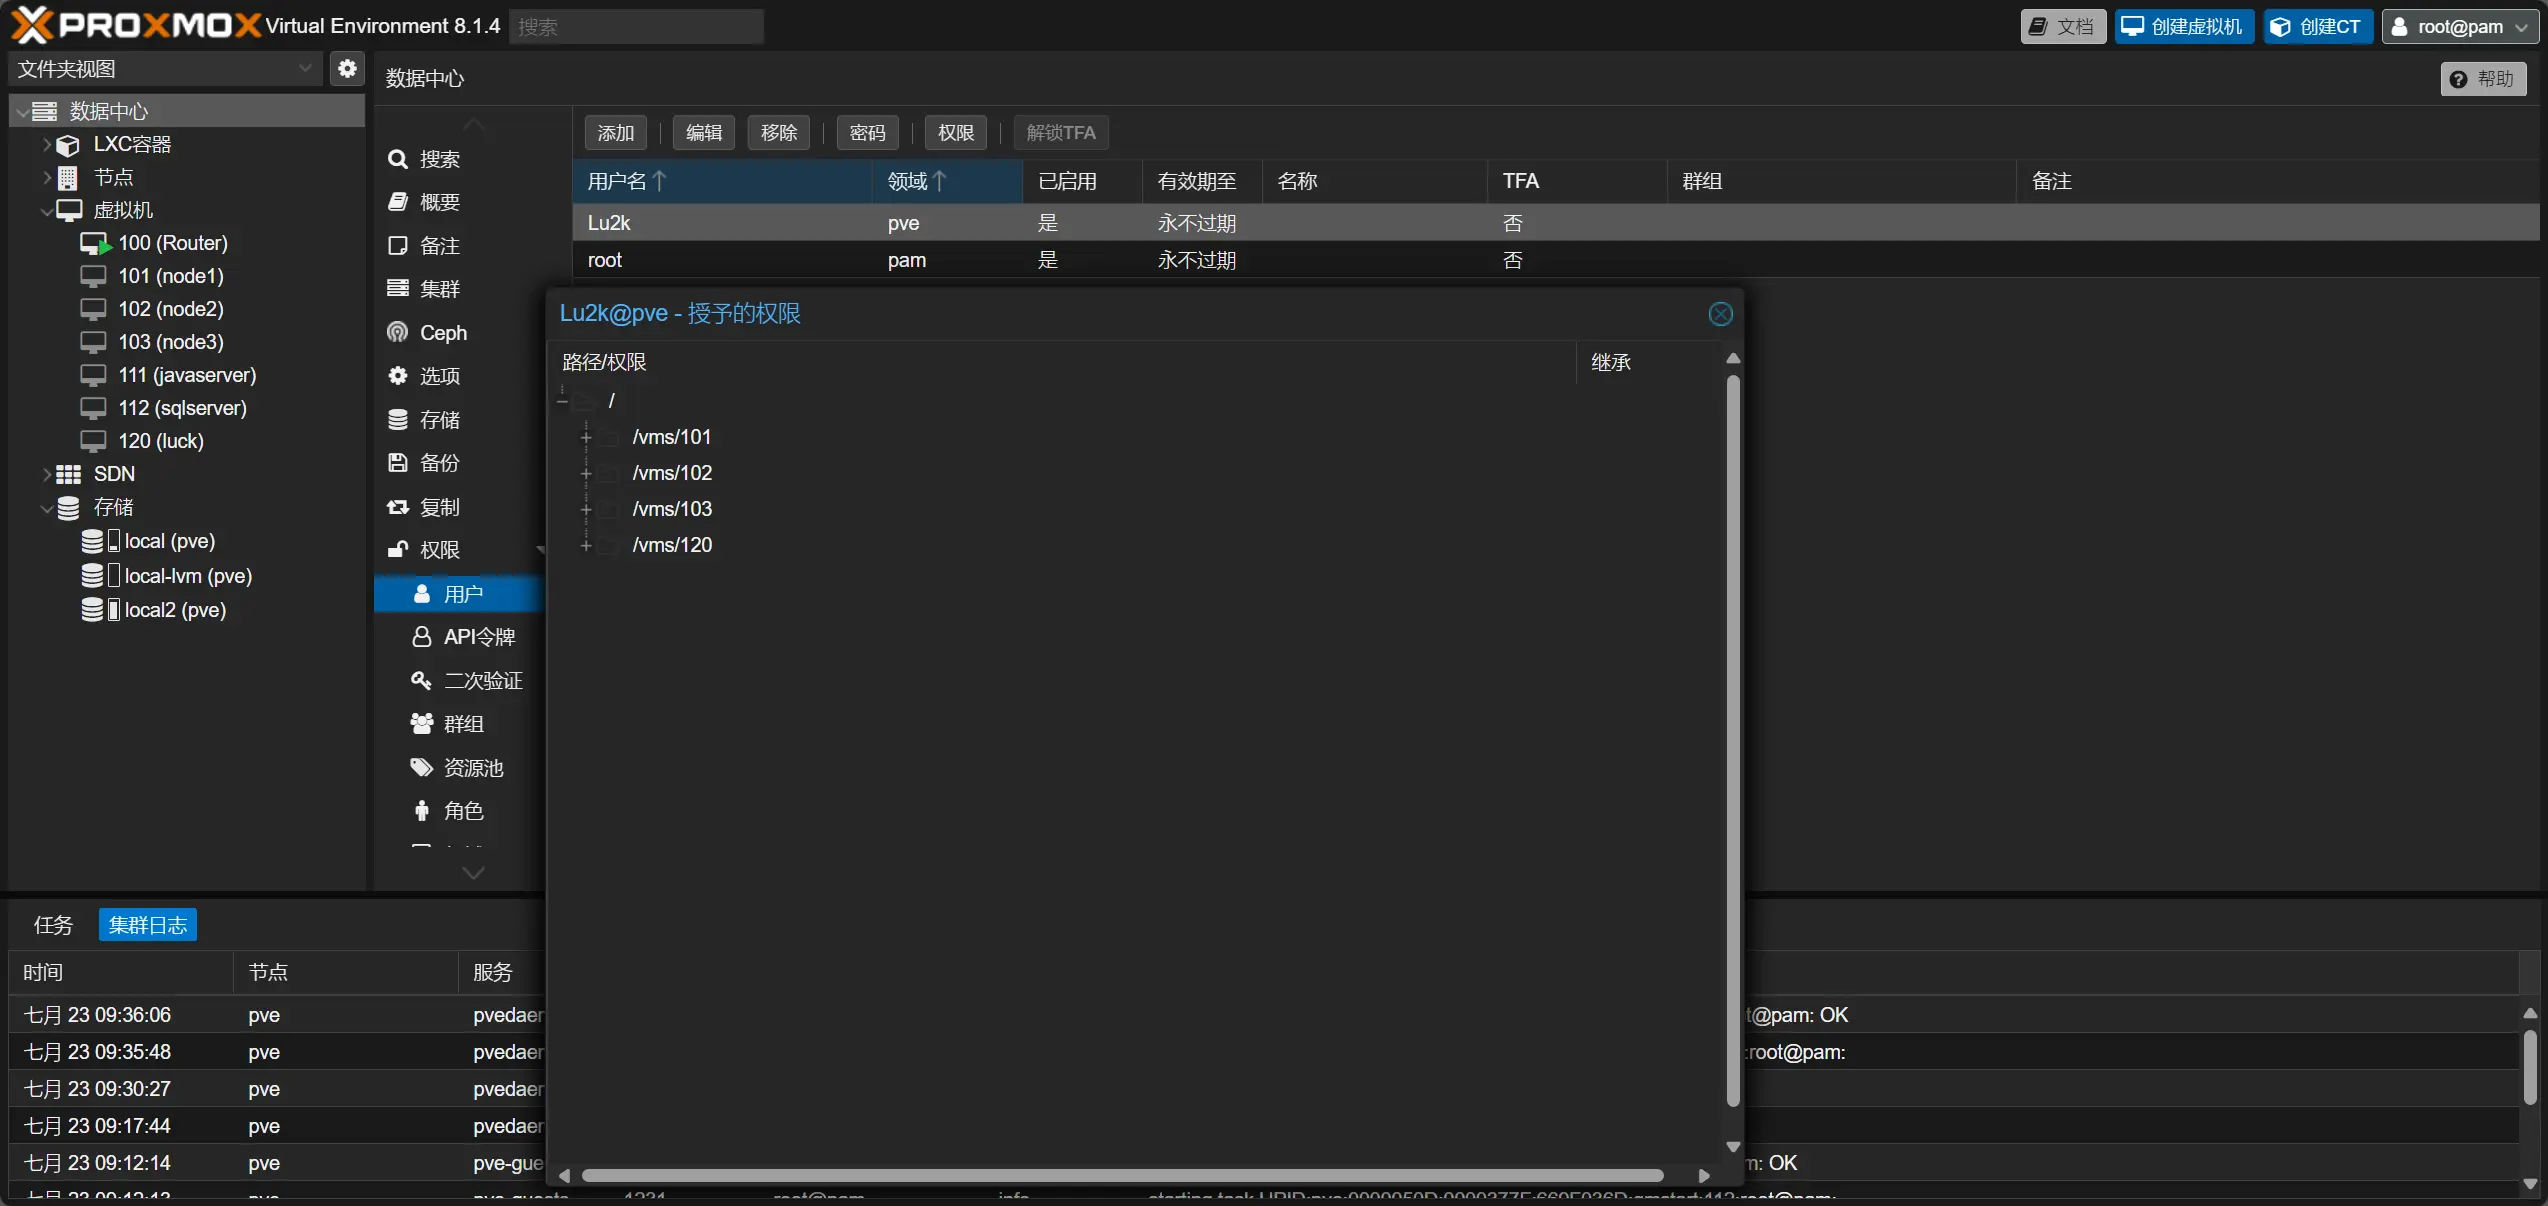 PROXMOX Virtual Environment 8.1.4 搜索 文档 创建虚拟机 创建CT root@pam
文件夹视图
数据中心
LXC容器
节点
虚拟机
100 (Router)
101 (node1)
102 (node2)
103 (node3)
111 (javaserver)
112 (sqlserver)
120 (luck)
SDN
存储
local (pve)
local-lvm (pve)
local2 (pve)
数据中心 帮助
搜索
概要
备注
集群
Ceph
选项
存储
备份
复制
权限
用户
API令牌
二次验证
群组
资源池
角色
添加 编辑 移除 密码 权限 解锁TFA
用户名 领域 已启用 有效期至 名称 TFA 群组 备注
Lu2k pve 是 永不过期 否
root pam 是 永不过期 否
Lu2k@pve - 授予的权限
路径/权限 继承
/
/vms/101
/vms/102
/vms/103
/vms/120
任务 集群日志
时间 节点 服务
七月 23 09:36:06 pve pvedaer t@pam: OK
七月 23 09:35:48 pve pvedaer :root@pam:
七月 23 09:30:27 pve pvedaer
七月 23 09:17:44 pve pvedaer
七月 23 09:12:14 pve pve-gue m: OK